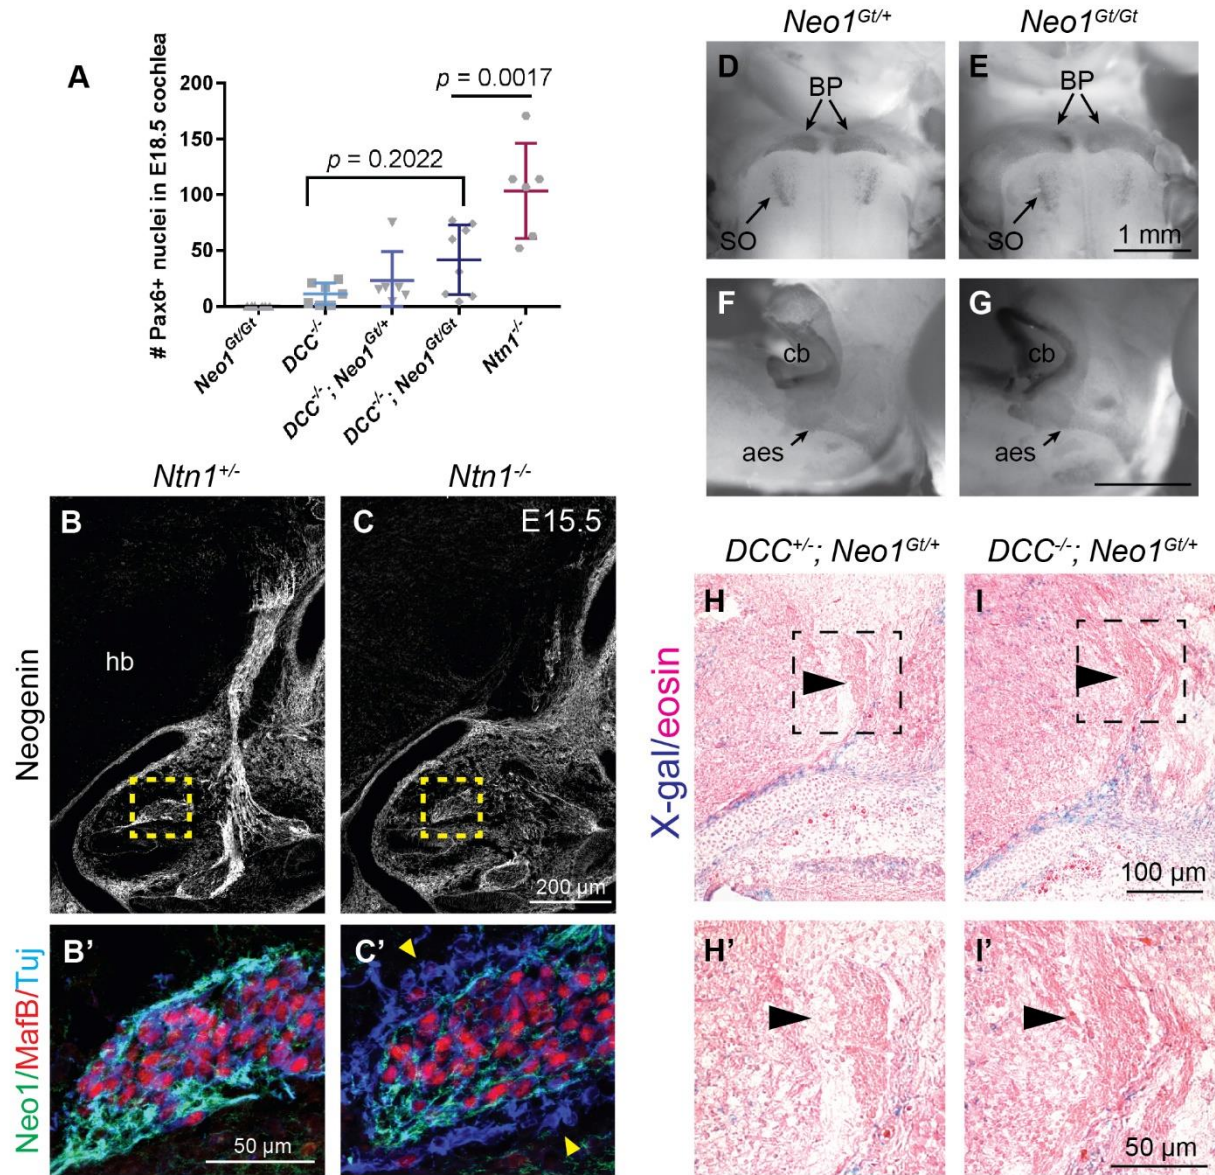 A
# Pax6+ nuclei in E18.5 cochlea
200
150
100
50
0
p = 0.2022
p = 0.0017
Neo1Gt/Gt
DCC-/-
DCC-/-; Neo1Gt/+
DCC-/-; Neo1Gt/Gt
Ntn1-/-
Neo1Gt/+
Neo1Gt/Gt
D
BP
SO
E
BP
SO
1 mm
F
cb
aes
G
cb
aes
Ntn1+/-
Ntn1-/-
Neogenin
B
hb
C
E15.5
200 µm
Neo1/MafB/Tuj
B’
50 µm
C’
DCC+/-; Neo1Gt/+
DCC-/-; Neo1Gt/+
X-gal/eosin
H
I
100 µm
H’
I’
50 µm